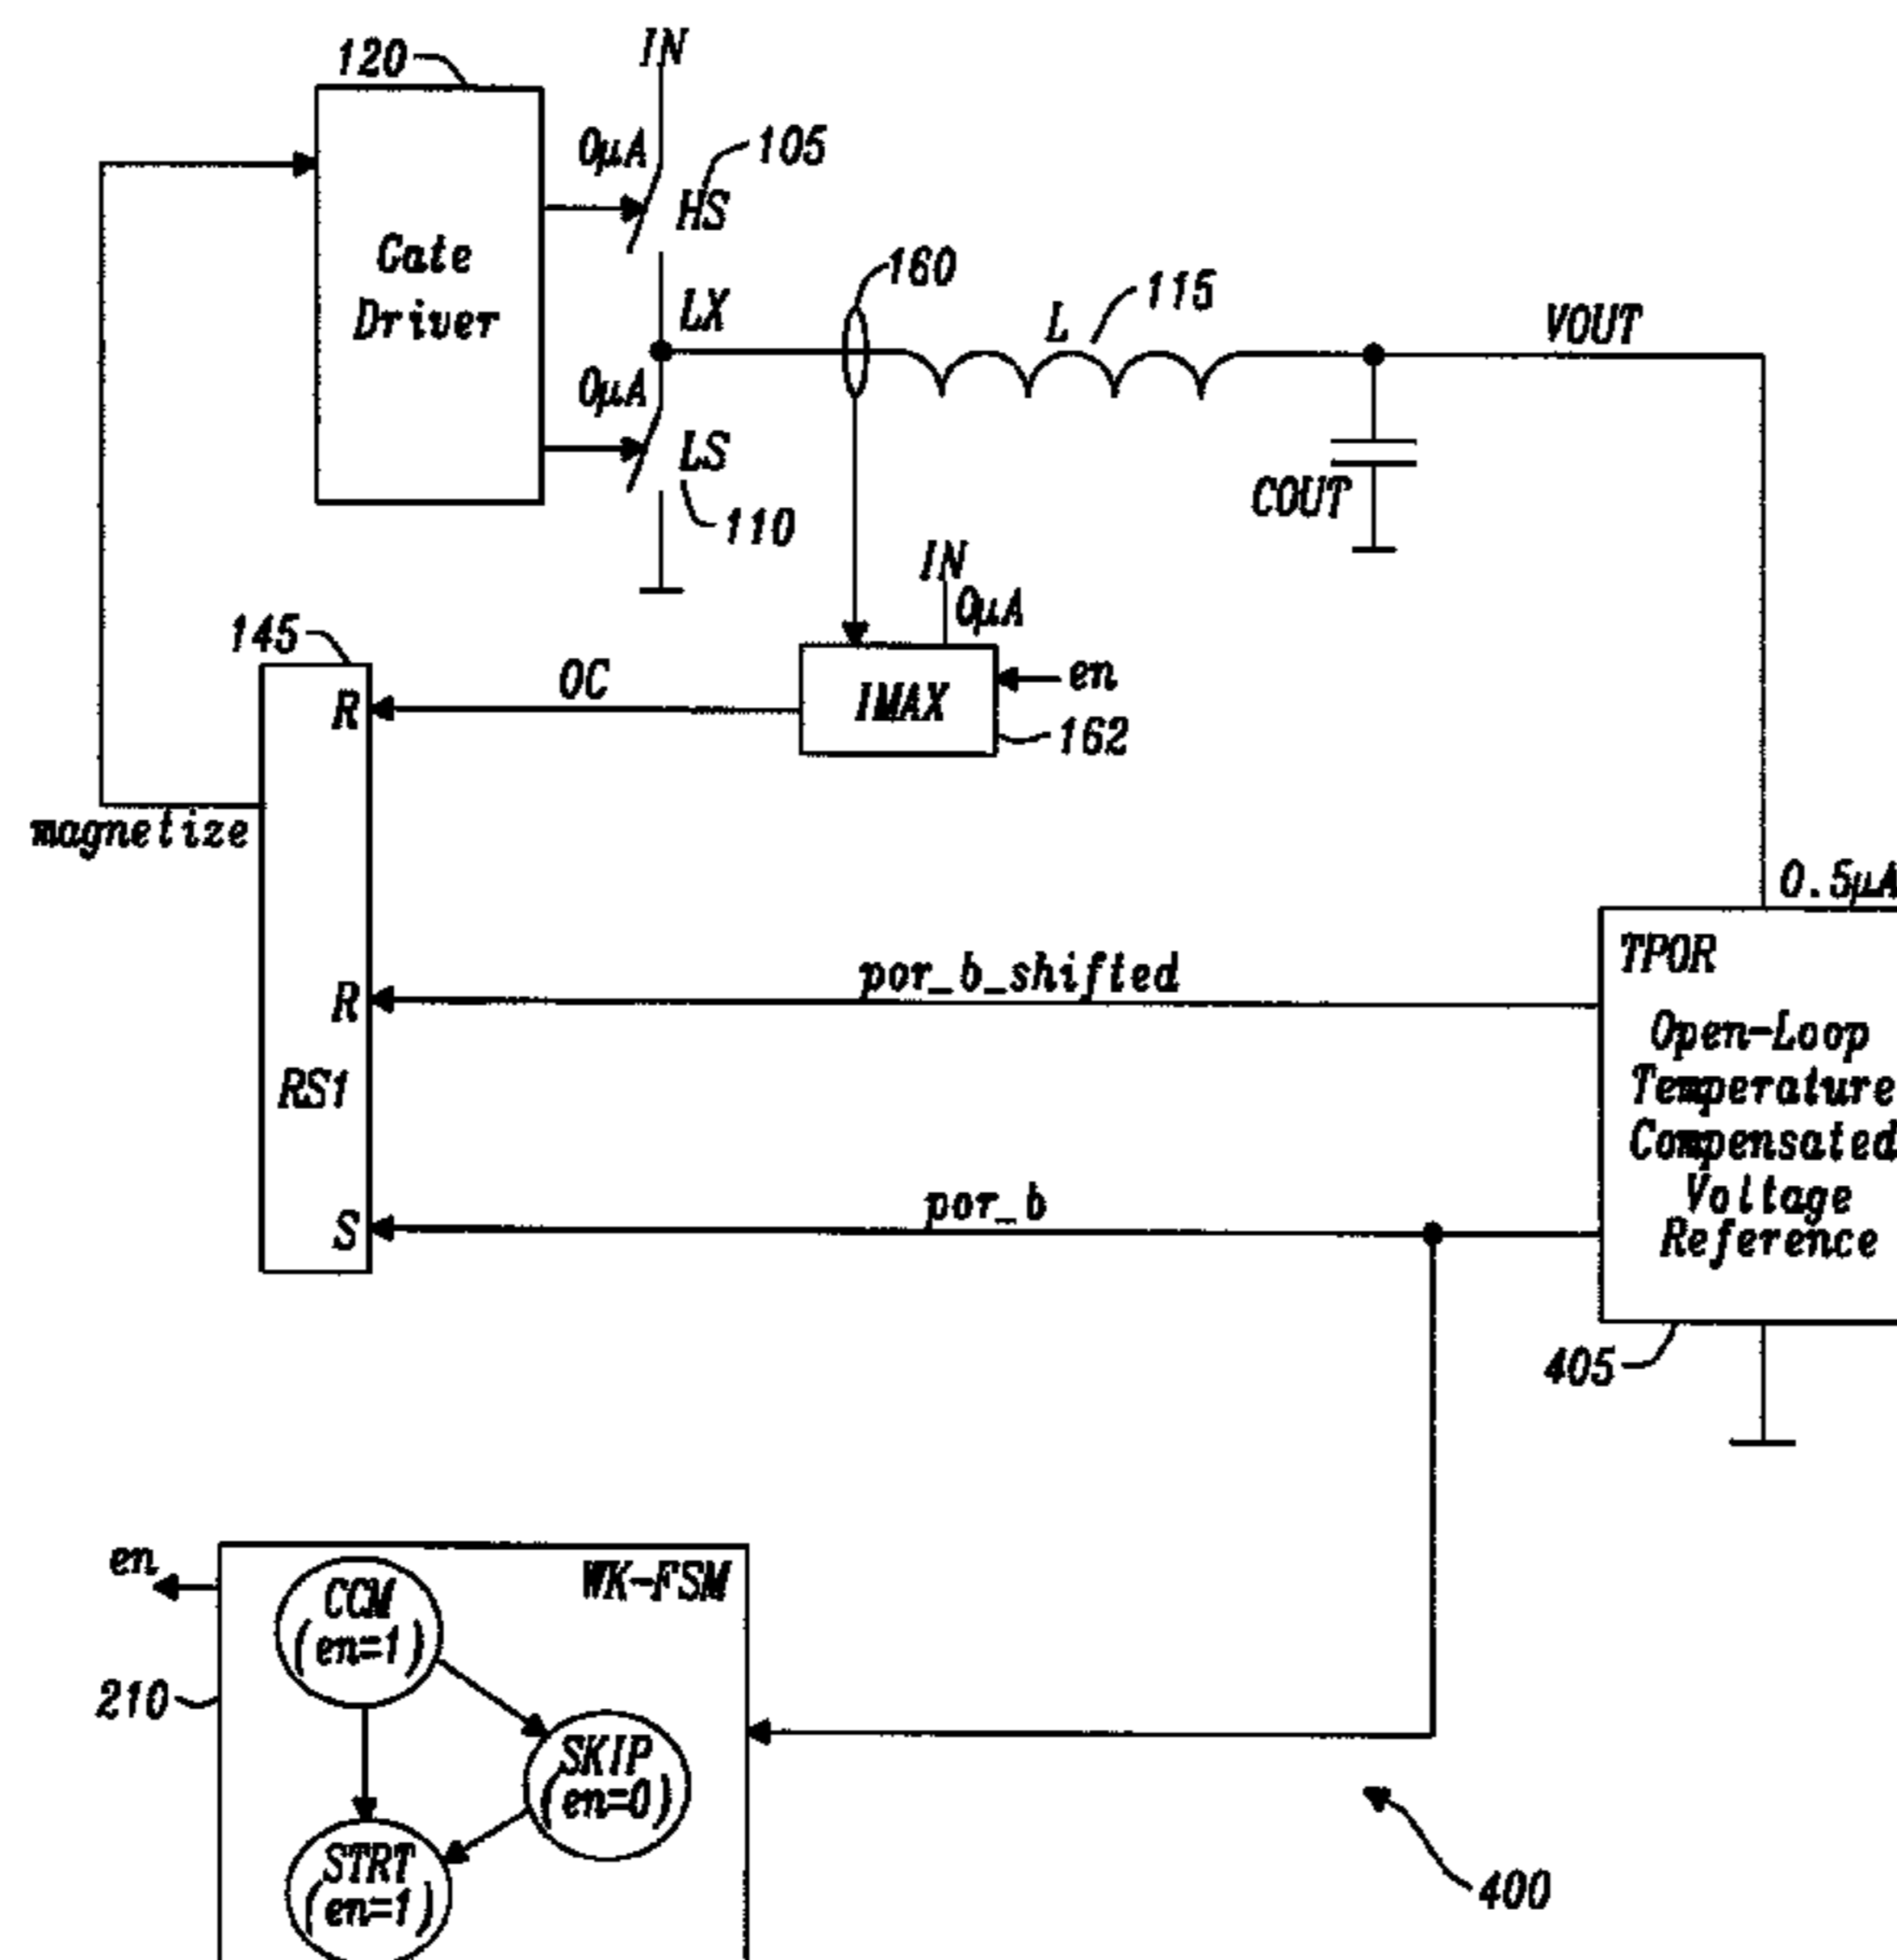 120
IN
0µA
105
HS
Gate
Driver
160
LX
L
115
VOUT
0µA
LS
110
COUT
IN
0µA
145
R
OC
IMAX
en
162
magnetize
0.5µA
TPOR
por_b_shifted
R
Open-Loop
Temperature
Compensated
Voltage
Reference
RS1
por_b
S
405
en
CCM
(en=1)
WK-FSM
210
SKIP
(en=0)
STRT
(en=1)
400